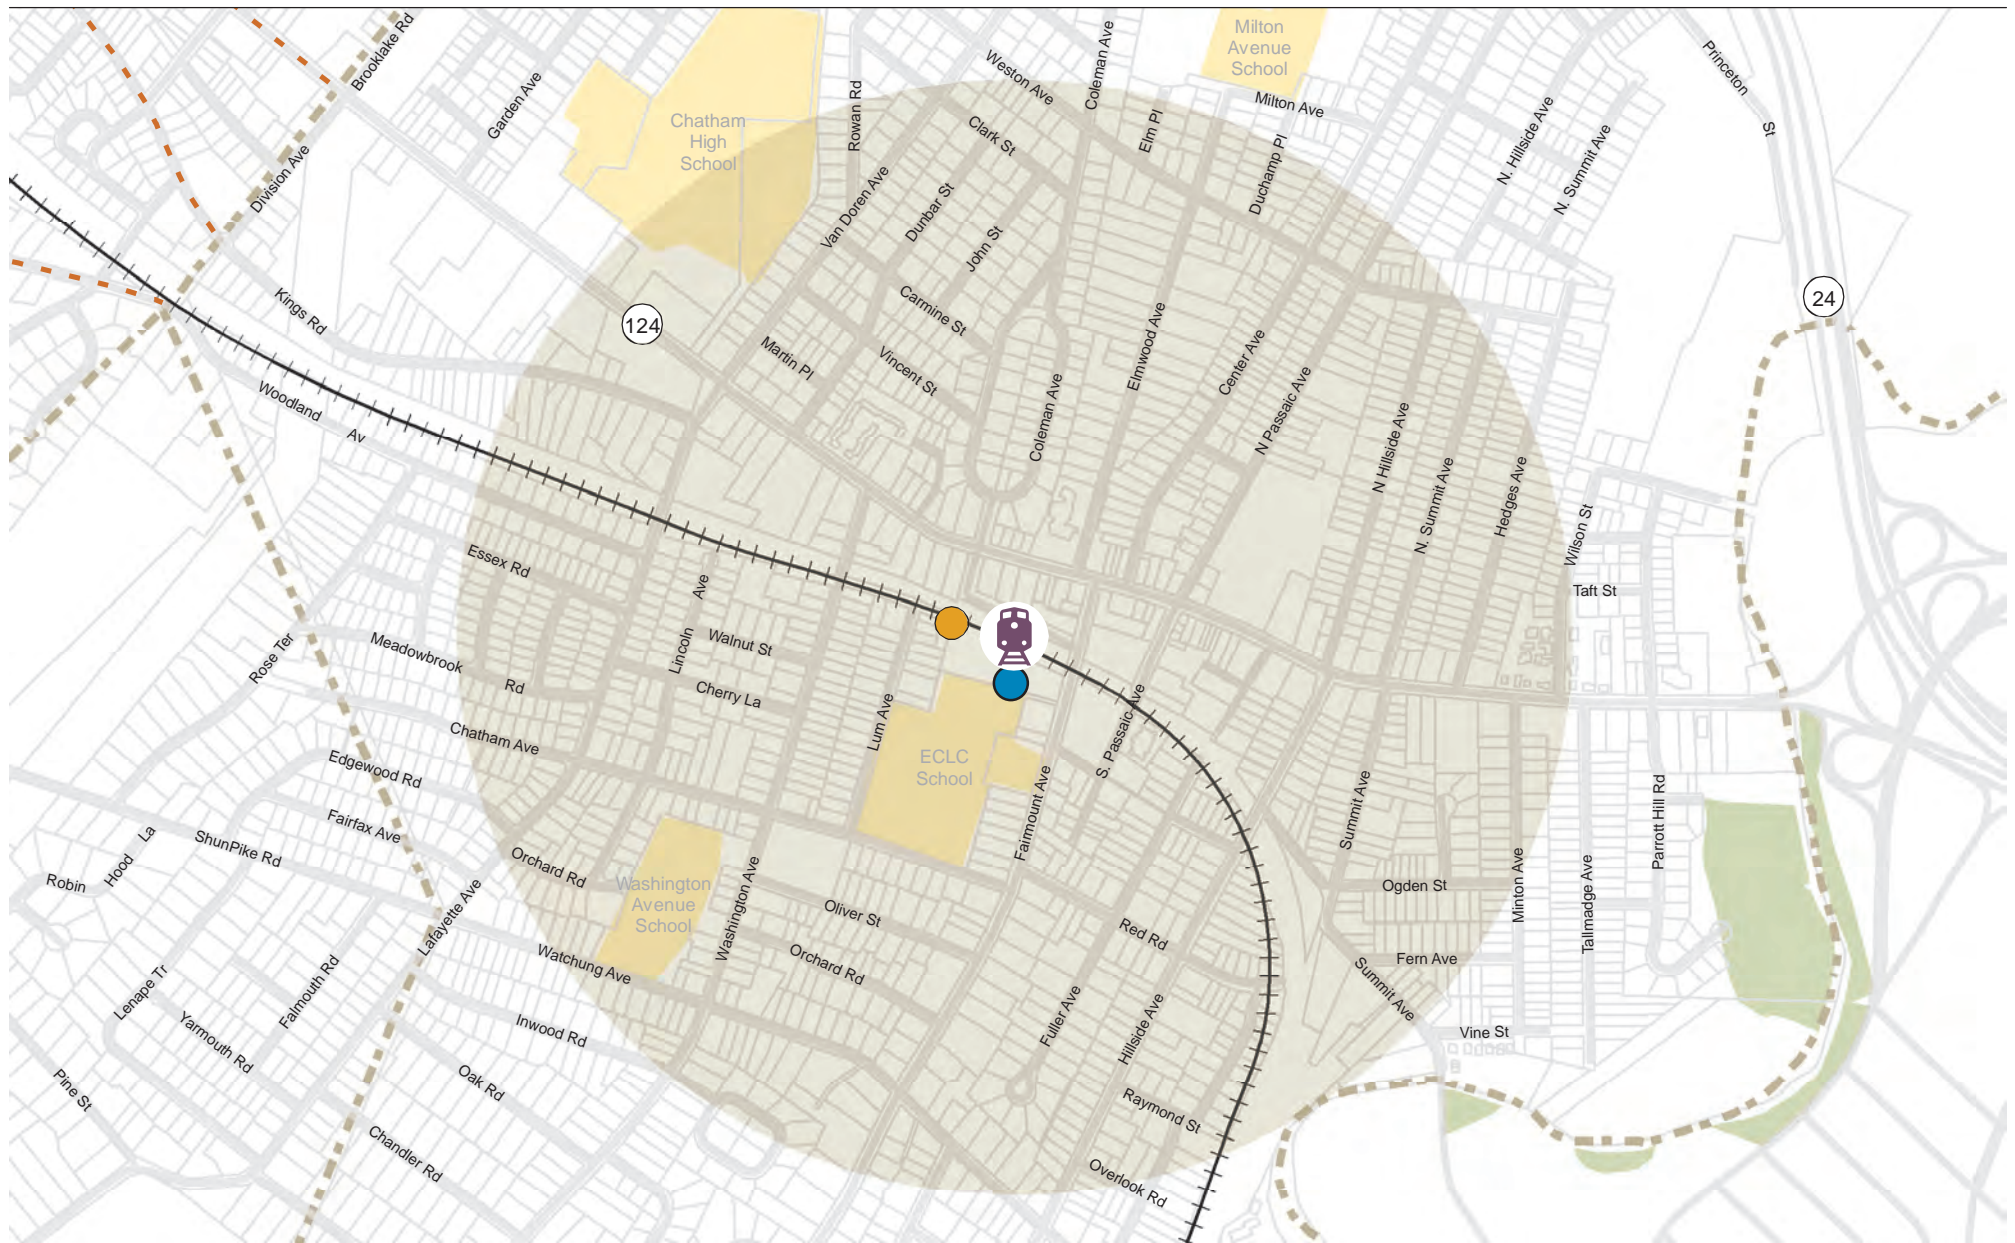 Brooklake Rd
Garden Ave
Division Ave
Chatham
High
School
Rowan Rd
Weston Ave
Coleman Ave
Milton
Avenue
School
Milton Ave
Princeton
St
Clark St
Elm Pl
Duchamp Pl
N. Hillside Ave
N. Summit Ave
Van Doren Ave
Dunbar St
John St
Kings Rd
124
24
Carmine St
Martin Pl
Vincent St
Coleman Ave
Elmwood Ave
Center Ave
N Passaic Ave
N Hillside Ave
N. Summit Ave
Hedges Ave
Wilson St
Taft St
Woodland
Av
Essex Rd
Rose Ter
Meadowbrook
Rd
Lincoln
Ave
Walnut St
Cherry La
Chatham Ave
Lum Ave
ECLC
School
S. Passaic Ave
Fairmount Ave
Summit Ave
Edgewood Rd
Fairfax Ave
ShunPike Rd
Hood La
Robin
Orchard Rd
Washington
Avenue
School
Lafayette Ave
Washington Ave
Oliver St
Orchard Rd
Watchung Ave
Red Rd
Ogden St
Minton Ave
Tallmadge Ave
Parrott Hill Rd
Fern Ave
Summit Ave
Vine St
Lenape Tr
Falmouth Rd
Yarmouth Rd
Inwood Rd
Oak Rd
Pine St
Chandler Rd
Fuller Ave
Hillside Ave
Raymond St
Overlook Rd